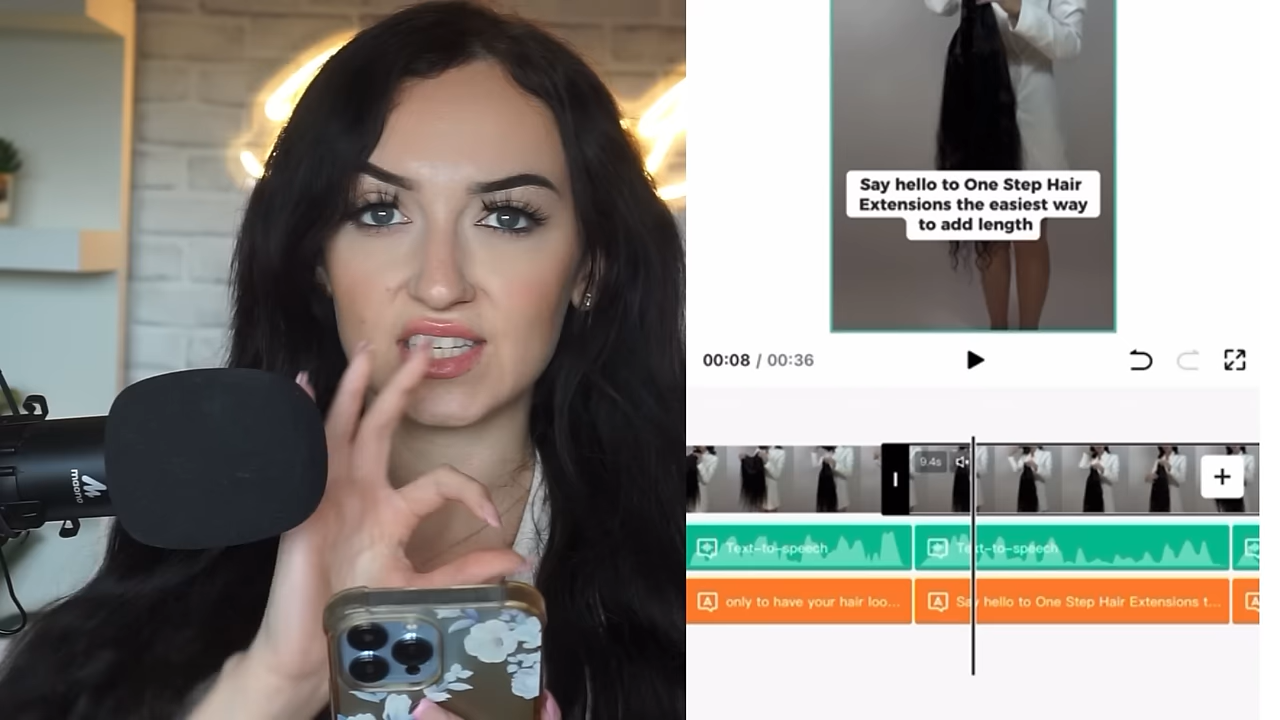 maono
Say hello to One Step Hair
Extensions the easiest way
to add length
00:08 / 00:36
9.4s
Text-to-speech
Text-to-speech
only to have your hair loo...
Say hello to One Step Hair Extensions t...